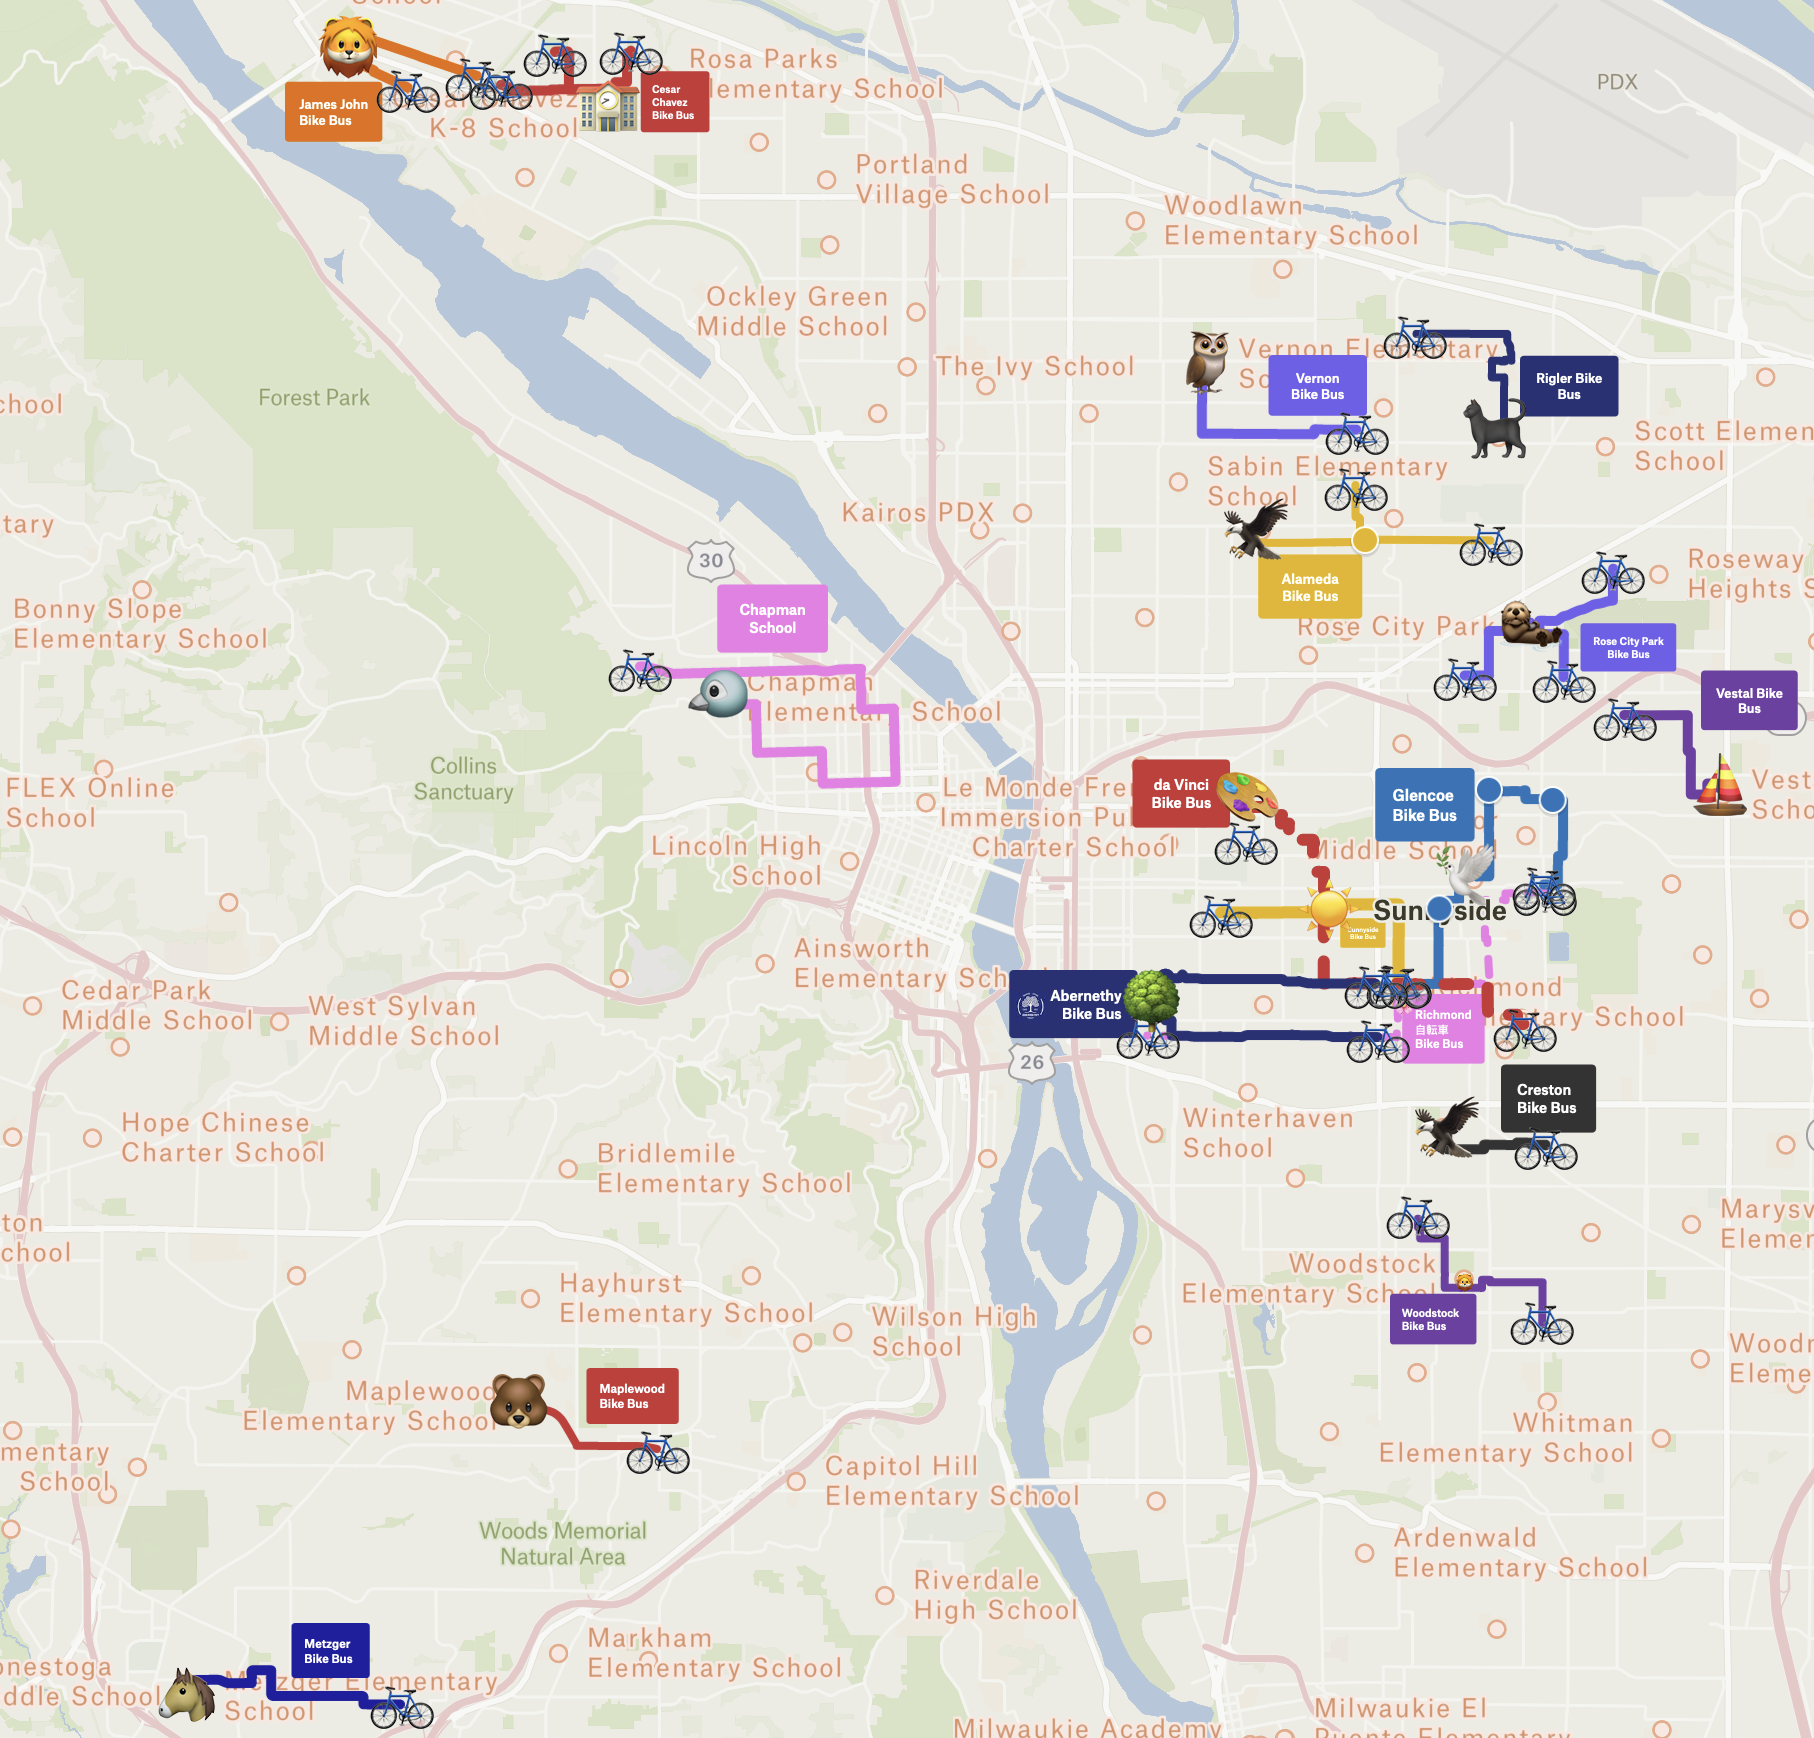 School
Rosa Parks
Elementary School
PDX
James John
Bike Bus
Cesar
Chavez
Bike Bus
Chavez
K-8 School
Portland
Village School
Woodlawn
Elementary School
Ockley Green
Middle School
The Ivy School
Vernon Elementary
Vernon
Bike Bus
Rigler Bike
Bus
Forest Park
chool
Scott Elemen
School
Sabin Elementary
School
tary
Kairos PDX
30
Alameda
Bike Bus
Roseway
Heights S
Bonny Slope
Elementary School
Chapman
School
Rose City Park
Rose City Park
Bike Bus
Chapman
Elementary School
Vestal Bike
Bus
Collins
Sanctuary
FLEX Online
School
Vest
Scho
Le Monde Fre
Immersion Pu
Charter School
da Vinci
Bike Bus
Glencoe
Bike Bus
Lincoln High
School
Middle School
Sunnyside
Sunnyside
Bike Bus
Ainsworth
Elementary Sch
Abernethy
Bike Bus
Richmond
自転車
Bike Bus
mond
ary School
Cedar Park
Middle School
West Sylvan
Middle School
26
Creston
Bike Bus
Winterhaven
School
Hope Chinese
Charter School
Bridlemile
Elementary School
ton
chool
Marysv
Elemen
Woodstock
Elementary School
Woodstock
Bike Bus
Hayhurst
Elementary School
Wilson High
School
Woodm
Eleme
Maplewood
Elementary School
Maplewood
Bike Bus
Whitman
Elementary School
mentary
School
Capitol Hill
Elementary School
Woods Memorial
Natural Area
Ardenwald
Elementary School
Riverdale
High School
Metzger
Bike Bus
Markham
Elementary School
onestoga
ddle School
Metzger Elementary
School
Milwaukie Academy
Milwaukie El
Puente Elementary